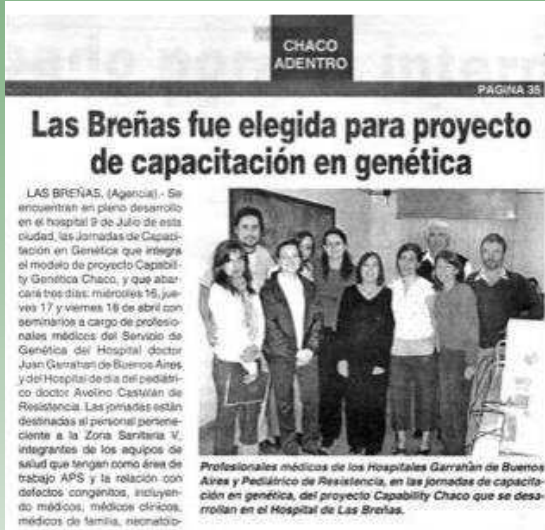 CHACO
ADENTRO
PAGINA 35
Las Breñas fue elegida para proyecto
de capacitación en genética
LAS BREÑAS, (Agencia).- Se
encuentran en pleno desarrollo
en el hospital 9 de Julio de esta
ciudad, las Jornadas de Capaci-
tación en Genética que integra
el modelo de proyecto Capabili-
ty Genética Chaco, y que abar-
cará tres días: miércoles 16, jue-
ves 17 y viernes 18 de abril con
seminarios a cargo de profesio-
nales médicos del Servicio de
Genética del Hospital doctor
Juan Garrahan de Buenos Aires
y del Hospital de día del pediátri-
co doctor Avelino Castelán de
Resistencia. Las jornadas están
destinadas al personal pertene-
ciente a la Zona Sanitaria V,
integrantes de los equipos de
salud que tengan como área de
trabajo APS y la relación con
defectos congénitos, incluyen-
do médicos, médicos clínicos,
médicos de familia, neonatólo-
Profesionales médicos de los Hospitales Garrahan de Buenos
Aires y Pediátrico de Resistencia, en las jornadas de capacita-
ción en genética, del proyecto Capability Chaco que se desa-
rrollan en el Hospital de Las Breñas.